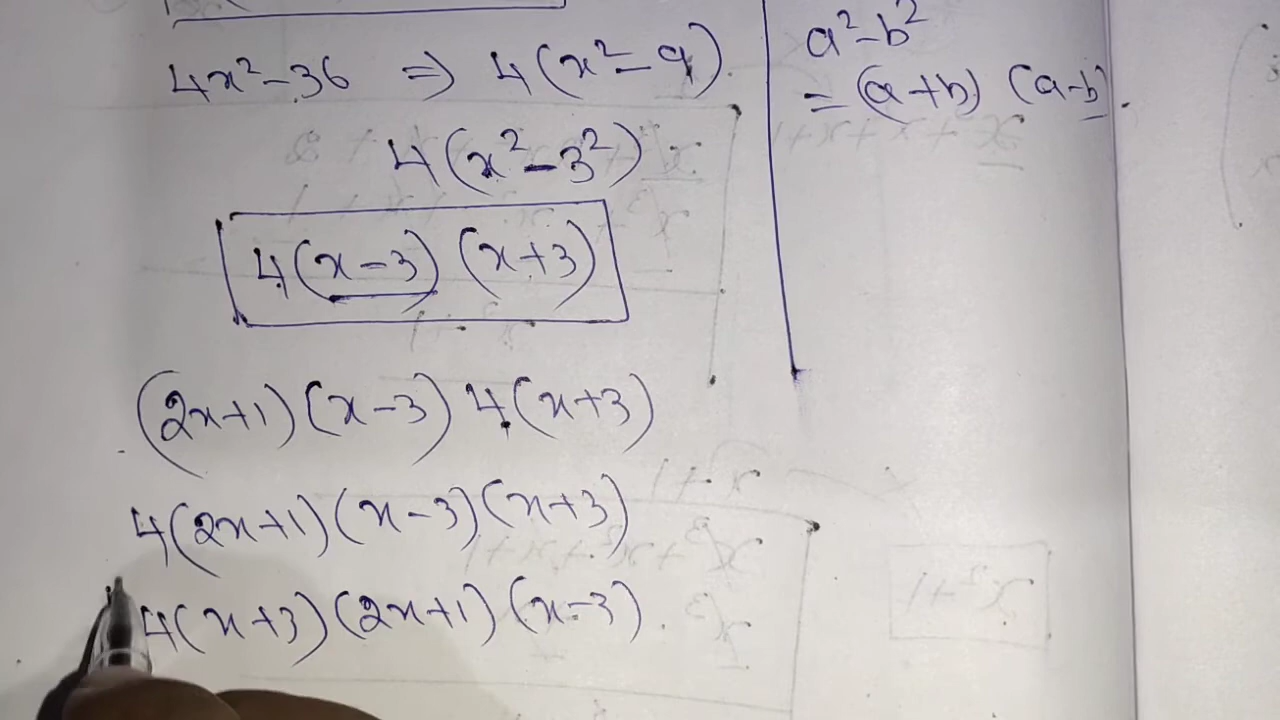 4x²-36 ⇒ 4(x²-9)
4(x²-3²)
4(x-3) (x+3)
(2x+1)(x-3) 4(x+3)
4(2x+1)(x-3)(x+3)
4(x+3)(2x+1)(x-3).
a²-b²
= (a+b) (a-b).